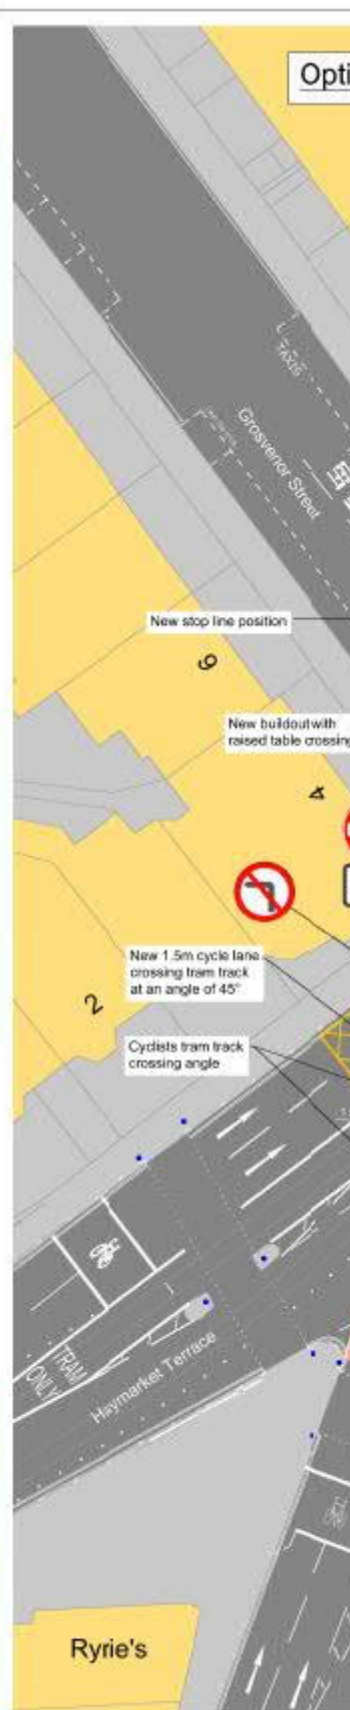 Opti
TAXIS
Grosvenor Street
New stop line position
6
New buildout with
raised table crossing
4
New 1.5m cycle lane
crossing tram track
at an angle of 45°
2
Cyclists tram track
crossing angle
TRAM
ONLY
Haymarket Terrace
Ryrie's